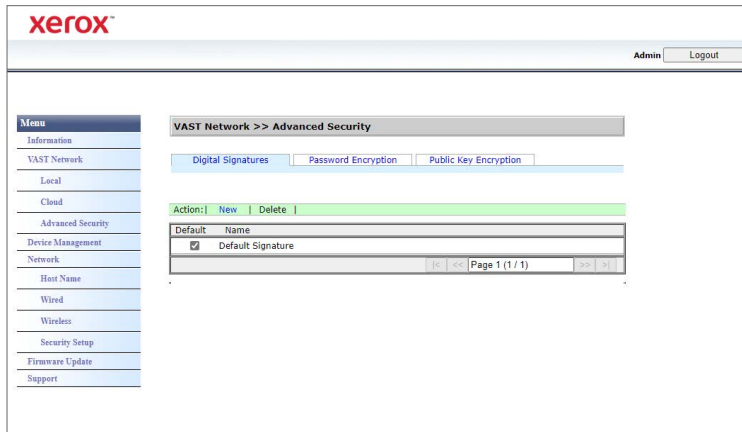 xerox™
Admin Logout
Menu
Information
VAST Network
Local
Cloud
Advanced Security
Device Management
Network
Host Name
Wired
Wireless
Security Setup
Firmware Update
Support
VAST Network >> Advanced Security
Digital Signatures Password Encryption Public Key Encryption
Action:| New | Delete |
Default Name
Default Signature
|< << Page 1 (1 / 1) >> >|